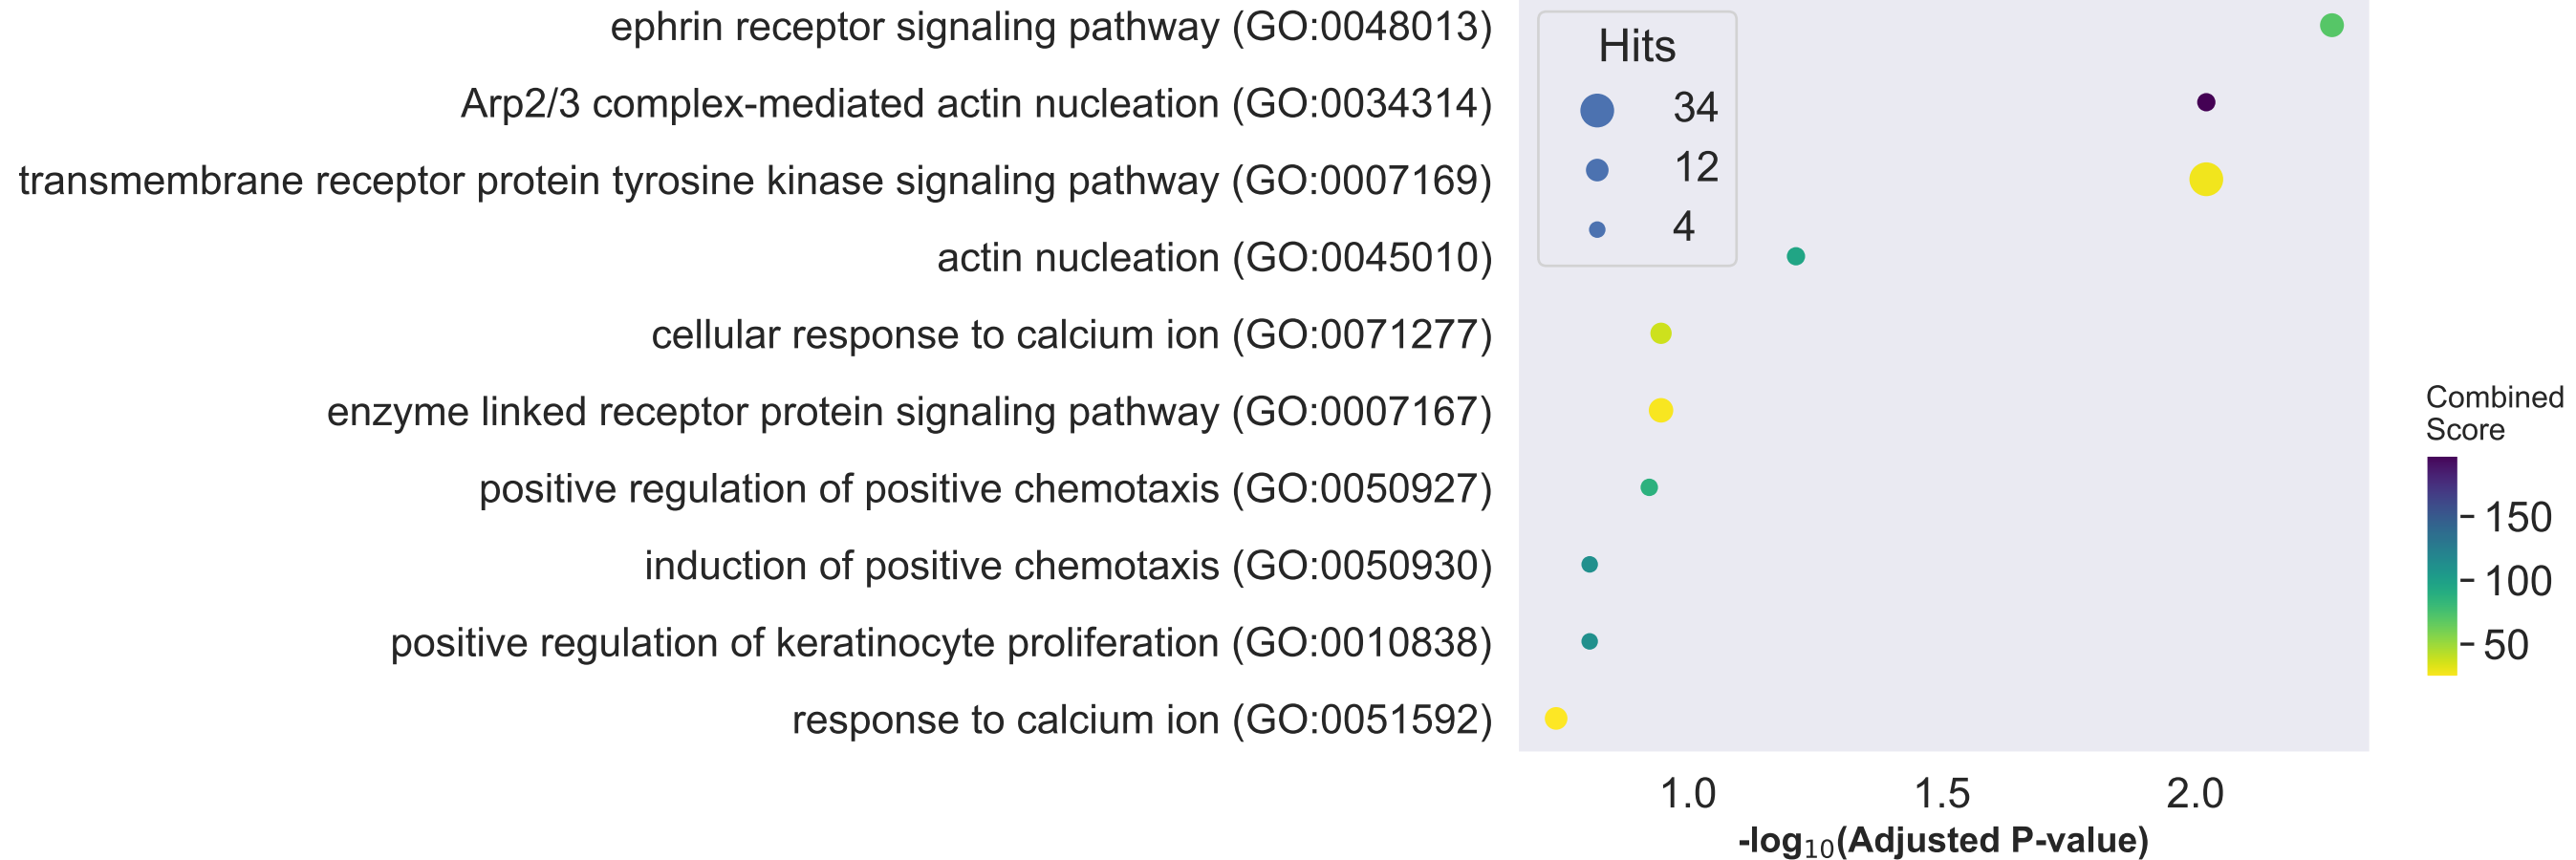 ephrin receptor signaling pathway (GO:0048013)
Arp2/3 complex-mediated actin nucleation (GO:0034314)
transmembrane receptor protein tyrosine kinase signaling pathway (GO:0007169)
actin nucleation (GO:0045010)
cellular response to calcium ion (GO:0071277)
enzyme linked receptor protein signaling pathway (GO:0007167)
positive regulation of positive chemotaxis (GO:0050927)
induction of positive chemotaxis (GO:0050930)
positive regulation of keratinocyte proliferation (GO:0010838)
response to calcium ion (GO:0051592)
Hits
34
12
4
1.0 1.5 2.0
-log₁₀(Adjusted P-value)
Combined
Score
150
100
50